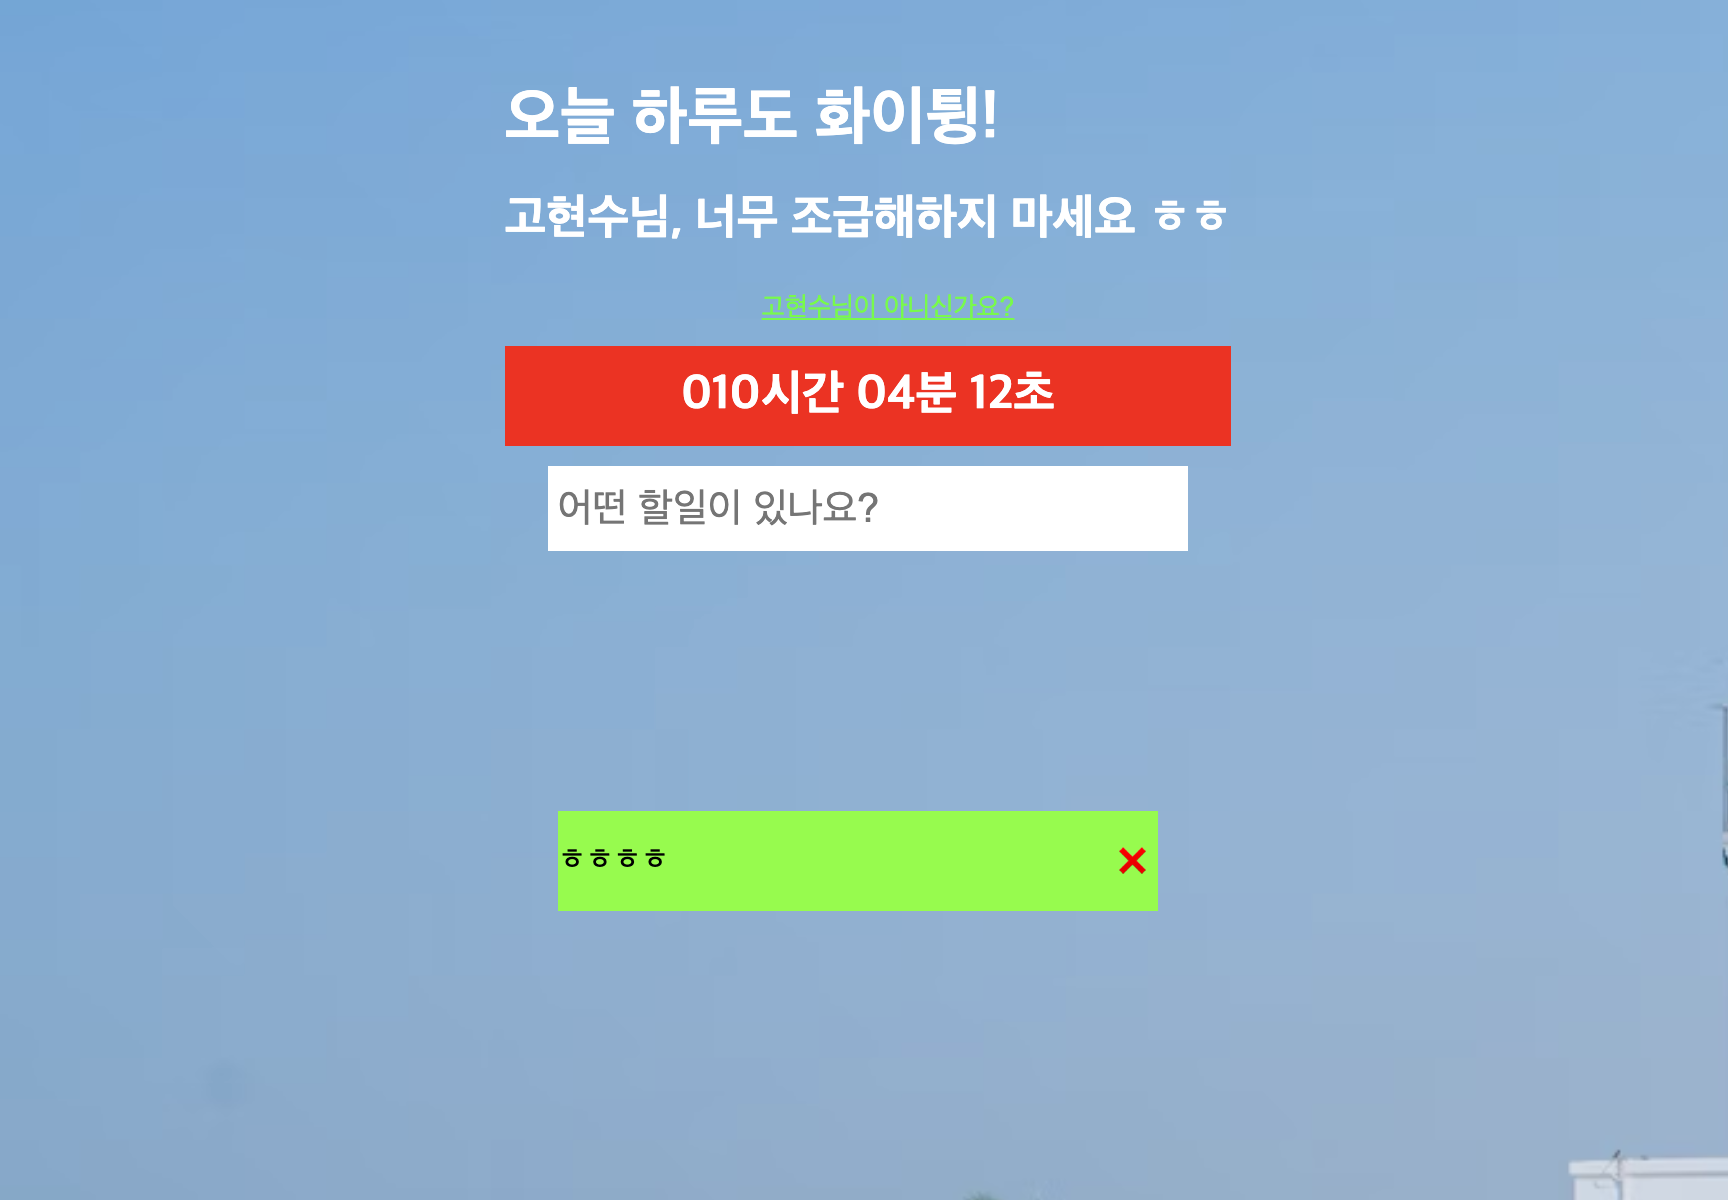 오늘 하루도 화이튕!
고현수님, 너무 조급해하지 마세요 ㅎㅎ
고현수님이 아니신가요?
010시간 04분 12초
어떤 할일이 있나요?
ㅎㅎㅎㅎ